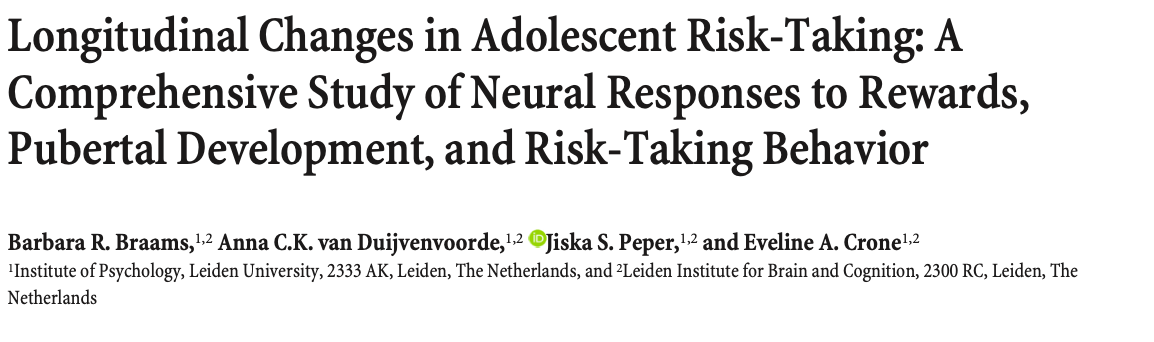 Longitudinal Changes in Adolescent Risk-Taking: A
Comprehensive Study of Neural Responses to Rewards,
Pubertal Development, and Risk-Taking Behavior
Barbara R. Braams,1,2 Anna C.K. van Duijvenvoorde,1,2 iD Jiska S. Peper,1,2 and Eveline A. Crone1,2
1Institute of Psychology, Leiden University, 2333 AK, Leiden, The Netherlands, and 2Leiden Institute for Brain and Cognition, 2300 RC, Leiden, The
Netherlands